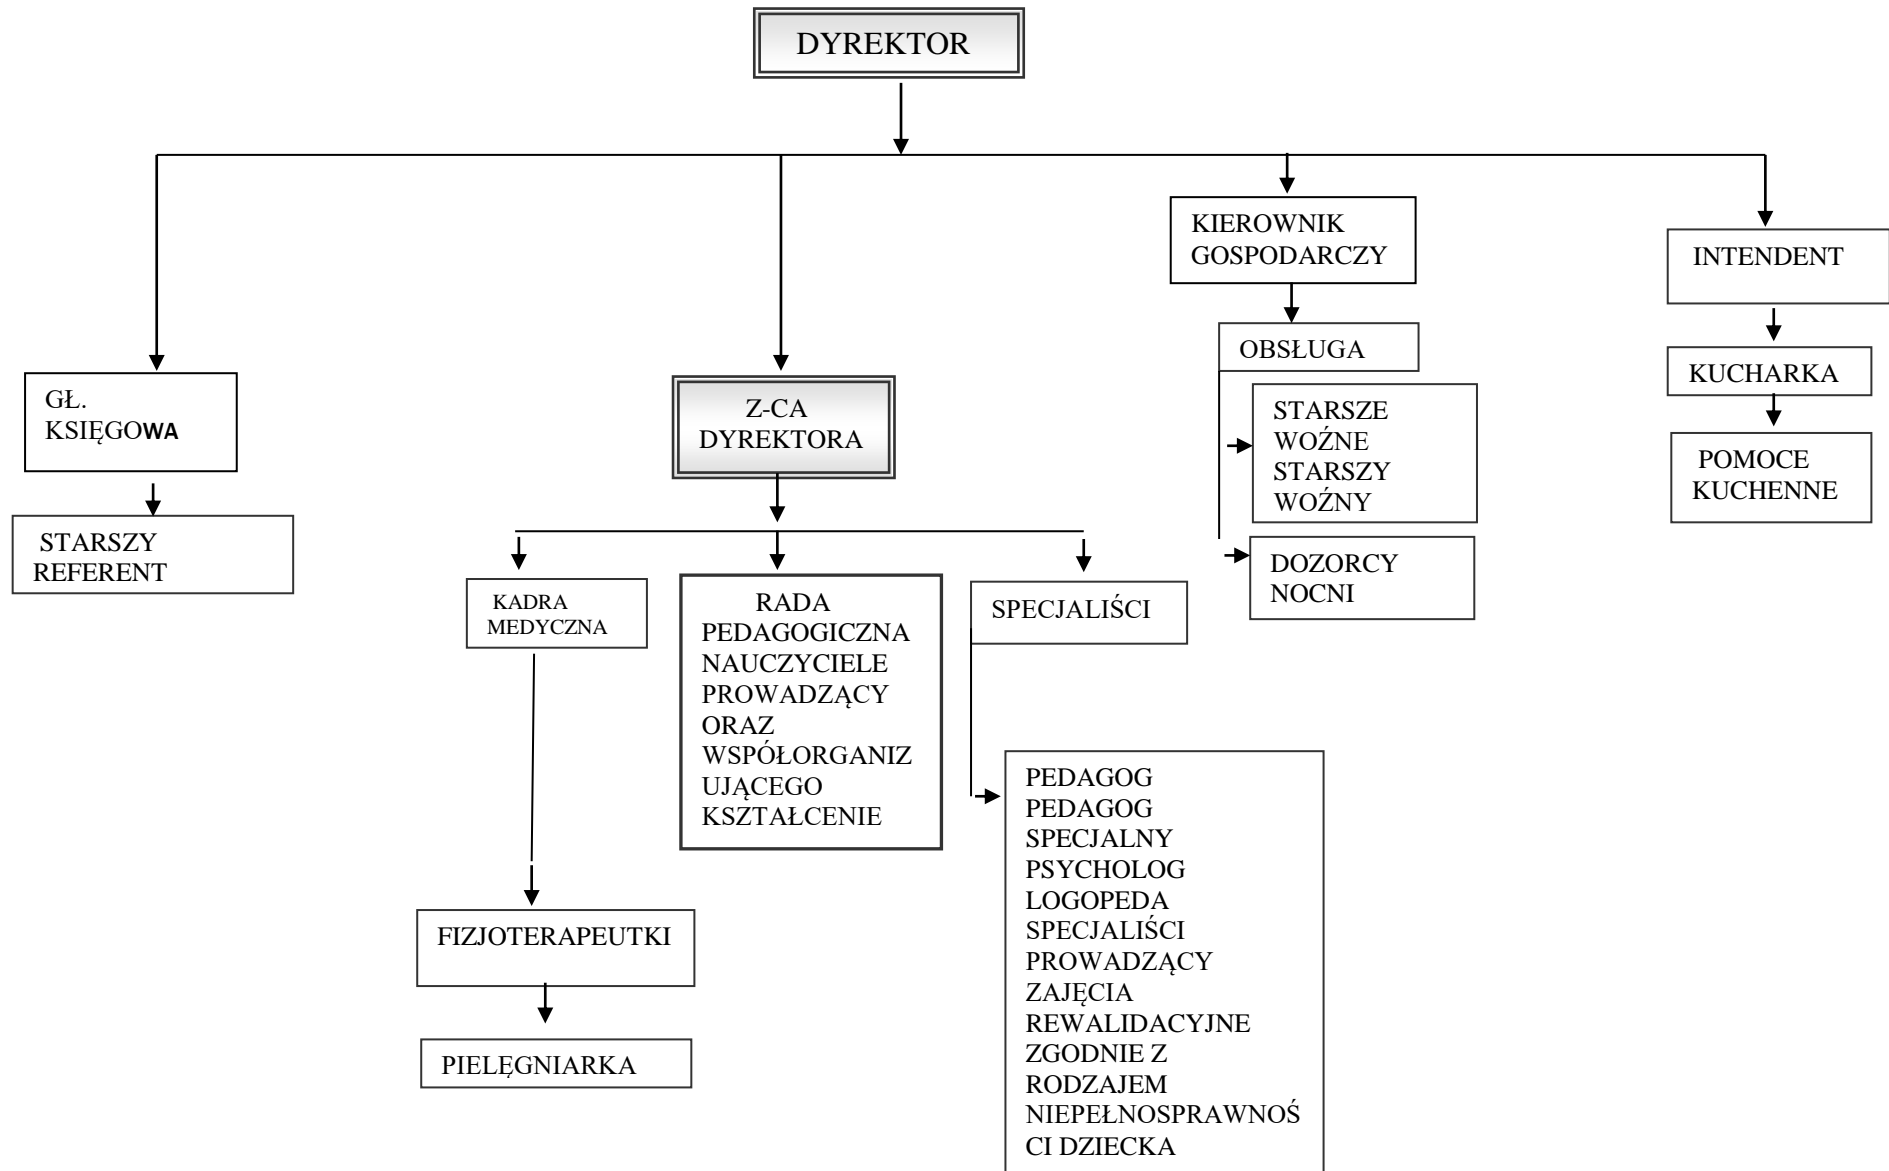 DYREKTOR
KIEROWNIK
GOSPODARCZY
INTENDENT
OBSŁUGA
KUCHARKA
GŁ.
KSIĘGOWA
Z-CA
DYREKTORA
STARSZE
WOŹNE
STARSZY
WOŹNY
POMOCE
KUCHENNE
STARSZY
REFERENT
DOZORCY
NOCNI
KADRA
MEDYCZNA
RADA
PEDAGOGICZNA
NAUCZYCIELE
PROWADZĄCY
ORAZ
WSPÓŁORGANIZ
UJĄCEGO
KSZTAŁCENIE
SPECJALIŚCI
PEDAGOG
PEDAGOG
SPECJALNY
PSYCHOLOG
LOGOPEDA
SPECJALIŚCI
PROWADZĄCY
ZAJĘCIA
REWALIDACYJNE
ZGODNIE Z
RODZAJEM
NIEPEŁNOSPRAWNOŚ
CI DZIECKA
FIZJOTERAPEUTKI
PIELĘGNIARKA